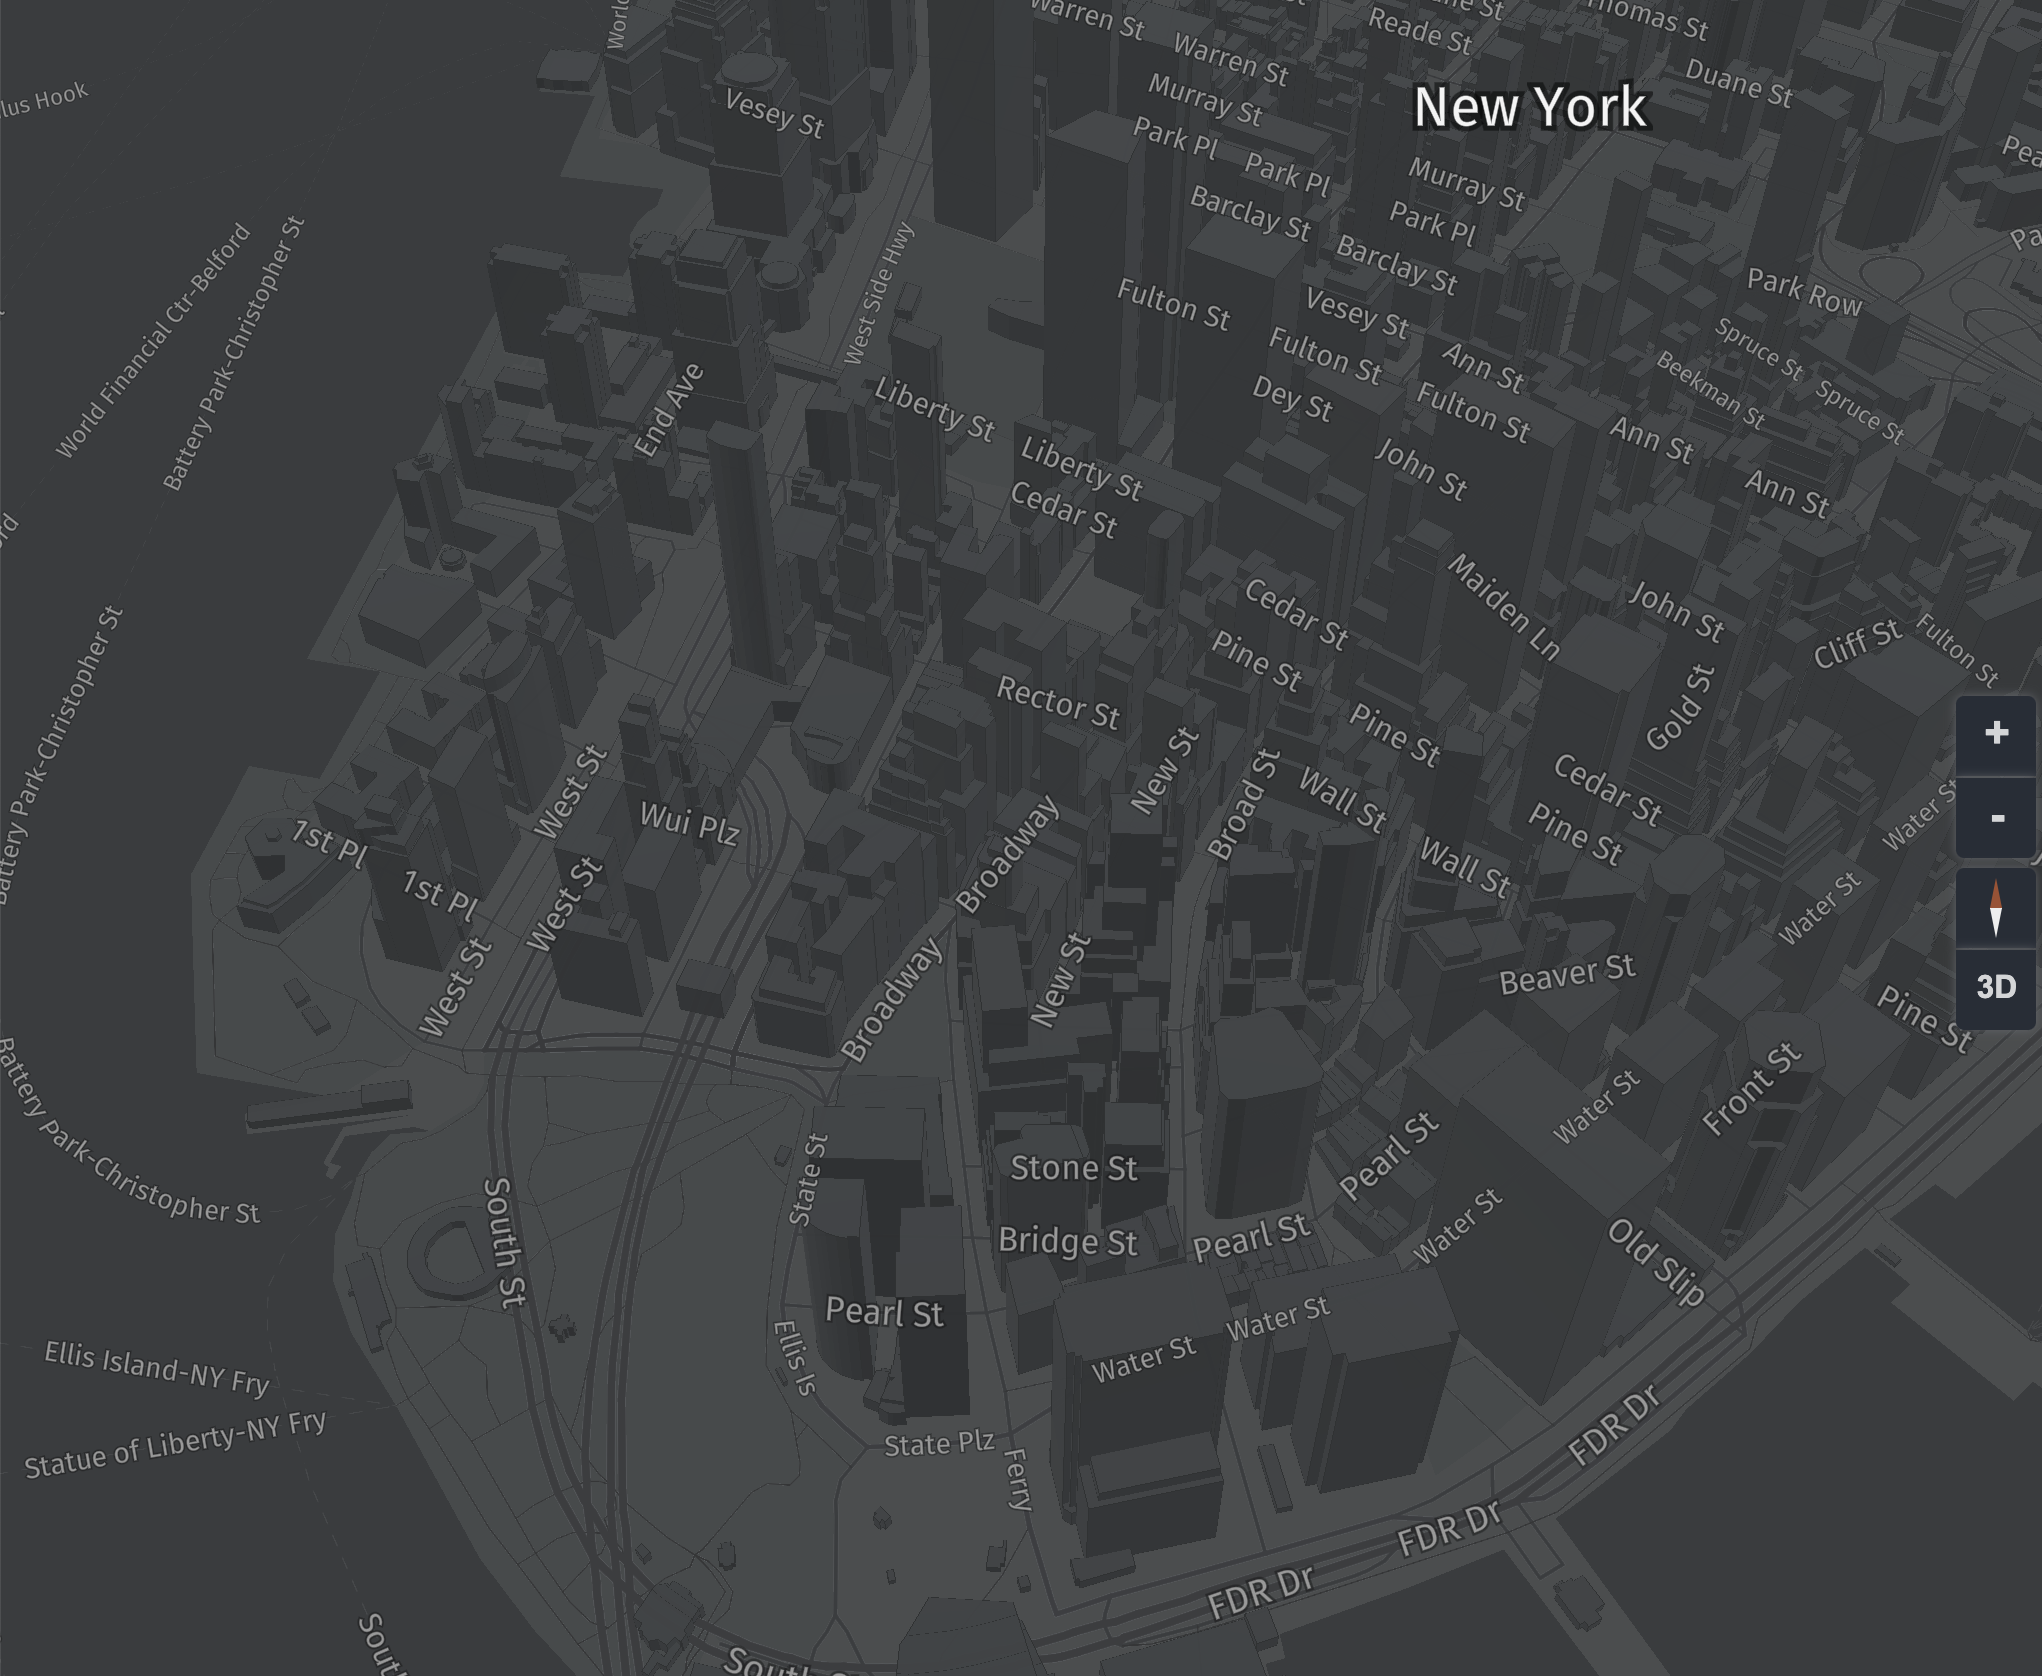 Warren St
Reade St
Thomas St
Warren St
Duane St
Murray St
New York
Vesey St
Park Pl
Park Pl
Murray St
Barclay St
Park Pl
Barclay St
World Financial Ctr-Belford
Battery Park-Christopher St
West Side Hwy
Fulton St
Vesey St
Park Row
Fulton St
Ann St
Spruce St
Beekman St
Spruce St
Dey St
Fulton St
End Ave
Liberty St
Ann St
Liberty St
John St
Ann St
Cedar St
Maiden Ln
Cedar St
John St
Cliff St
Fulton St
Battery Park-Christopher St
Pine St
Rector St
Pine St
Gold St
+
West St
New St
Broad St
Wall St
Cedar St
Water St
-
1st Pl
Wui Plz
Broadway
Pine St
1st Pl
West St
Wall St
Water St
West St
Broadway
New St
Beaver St
3D
Pine St
Battery Park-Christopher St
Front St
Water St
Stone St
Pearl St
State St
South St
Bridge St
Pearl St
Water St
Old Slip
Pearl St
Ellis Is
Water St
Water St
Ellis Island-NY Fry
Statue of Liberty-NY Fry
State Plz
Ferry
FDR Dr
FDR Dr
FDR Dr